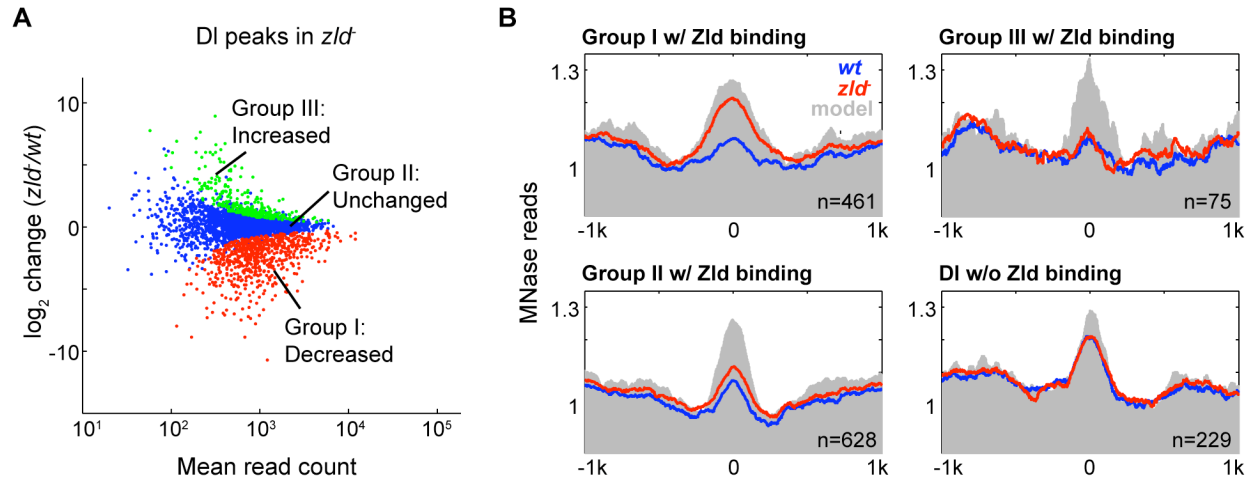 A
Dl peaks in zld-
log2 change (zld-/wt)
10
0
-10
Group III:
Increased
Group II:
Unchanged
Group I:
Decreased
10^1 10^2 10^3 10^4 10^5
Mean read count
B
MNase reads
Group I w/ Zld binding
1.3
1
wt
zld-
model
n=461
-1k 0 1k
Group III w/ Zld binding
1.3
1
n=75
-1k 0 1k
Group II w/ Zld binding
1.3
1
n=628
-1k 0 1k
Dl w/o Zld binding
1.3
1
n=229
-1k 0 1k